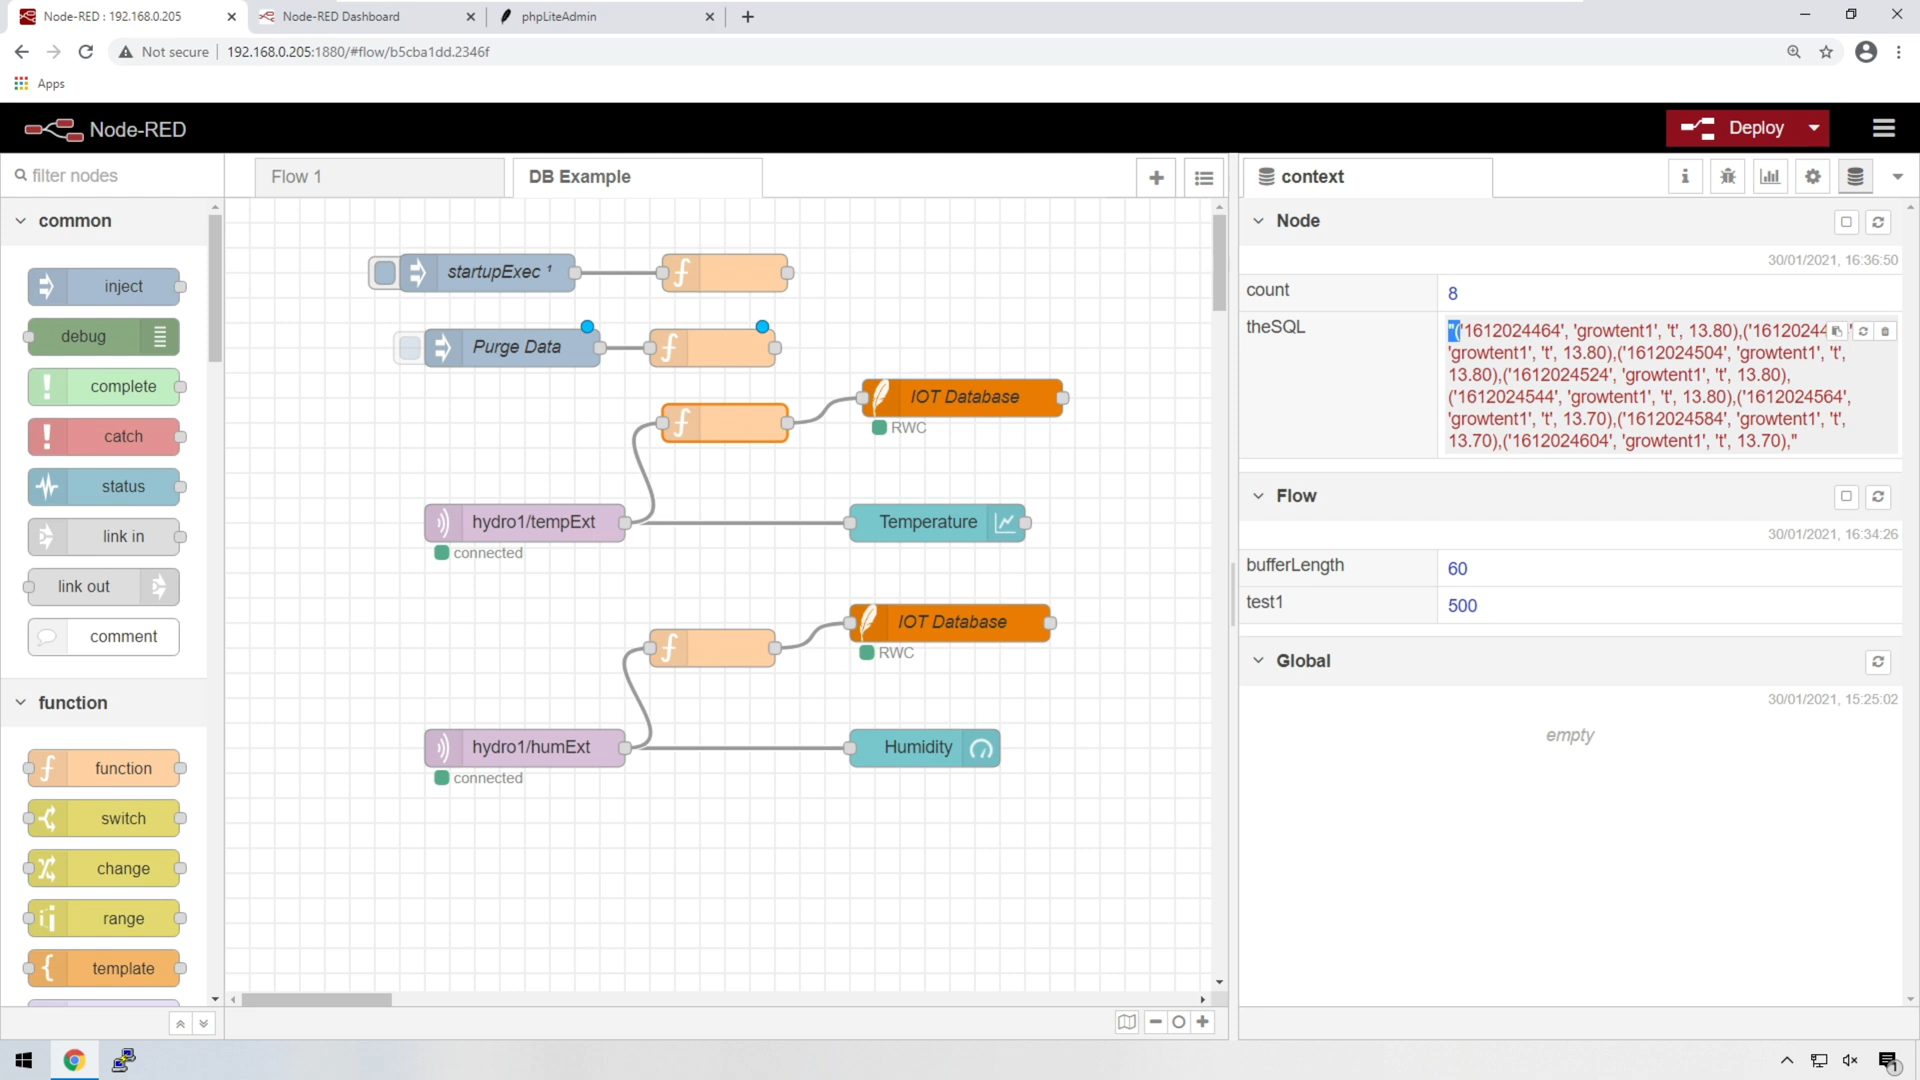 Node-RED : 192.168.0.205
Node-RED Dashboard
phpLiteAdmin
Not secure
192.168.0.205:1880/#flow/b5cba1dd.2346f
Apps
Node-RED
Deploy
filter nodes
Flow 1
DB Example
context
common
inject
debug
complete
catch
status
link in
link out
comment
function
function
switch
change
range
template
startupExec ¹
Purge Data
IOT Database
RWC
hydro1/tempExt
connected
Temperature
IOT Database
RWC
hydro1/humExt
connected
Humidity
Node
30/01/2021, 16:36:50
count
8
theSQL
"('1612024464', 'growtent1', 't', 13.80),('16120244
'growtent1', 't', 13.80),('1612024504', 'growtent1', 't',
13.80),('1612024524', 'growtent1', 't', 13.80),
('1612024544', 'growtent1', 't', 13.80),('1612024564',
'growtent1', 't', 13.70),('1612024584', 'growtent1', 't',
13.70),('1612024604', 'growtent1', 't', 13.70),"
Flow
30/01/2021, 16:34:26
bufferLength
60
test1
500
Global
30/01/2021, 15:25:02
empty
1